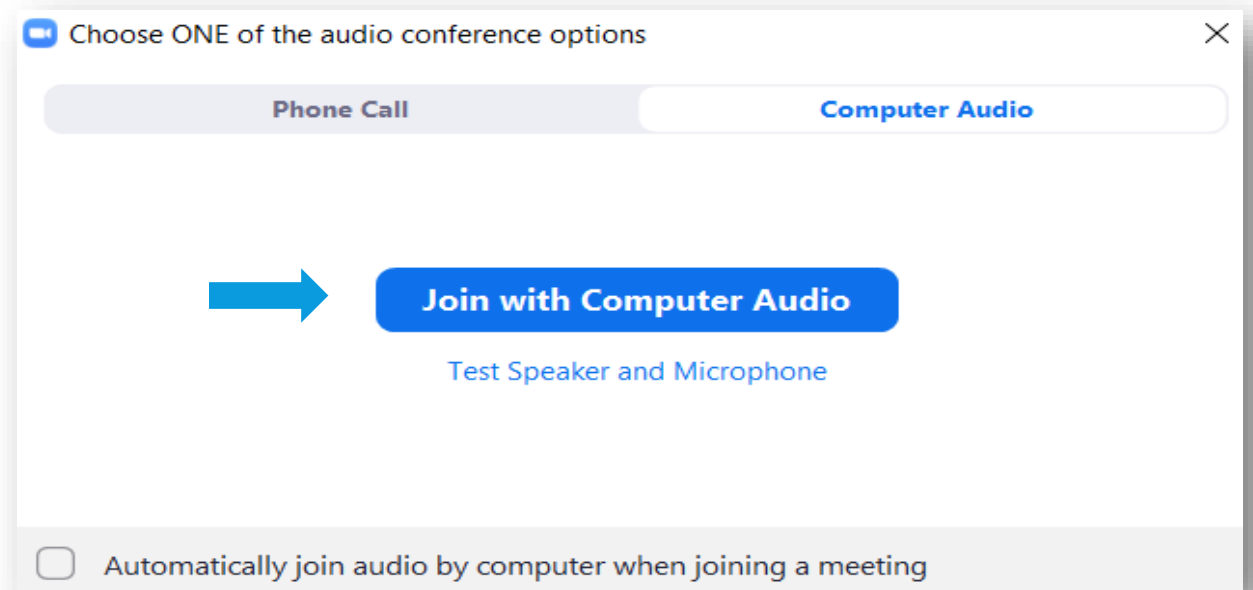 Choose ONE of the audio conference options
Phone Call
Computer Audio
Join with Computer Audio
Test Speaker and Microphone
Automatically join audio by computer when joining a meeting